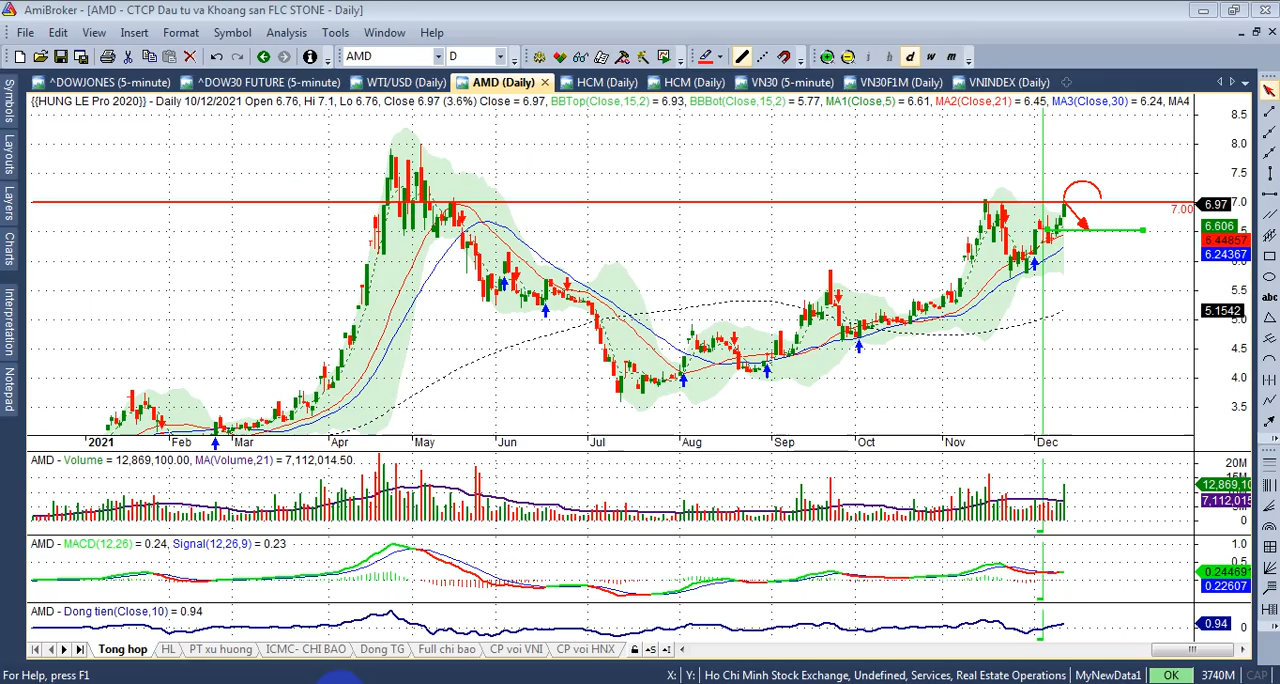 AmiBroker - [AMD - CTCP Dau tu va Khoang san FLC STONE - Daily]
File Edit View Insert Format Symbol Analysis Tools Window Help
AMD D i h d w m
^DOWJONES (5-minute) ^DOW30 FUTURE (5-minute) WTI/USD (Daily) AMD (Daily) HCM (Daily) HCM (Daily) VN30 (5-minute) VN30F1M (Daily) VNINDEX (Daily)
Symbols
Layouts
Layers
Charts
Interpretation
Notepad
{{HUNG LE Pro 2020}} - Daily 10/12/2021 Open 6.76, Hi 7.1, Lo 6.76, Close 6.97 (3.6%) Close = 6.97, BBTop(Close,15,2) = 6.93, BBBot(Close,15,2) = 5.77, MA1(Close,5) = 6.61, MA2(Close,21) = 6.45, MA3(Close,30) = 6.24, MA4
8.5
8.0
7.5
6.97 7.0
7.00
6.606
6.44857
6.24367
6.0
5.5
5.1542
5.0
4.5
4.0
3.5
2021 Feb Mar Apr May Jun Jul Aug Sep Oct Nov Dec
AMD - Volume = 12,869,100.00, MA(Volume,21) = 7,112,014.50.
20M
15M
12,869,10
7,112,015
0
AMD - MACD(12,26) = 0.24, Signal(12,26,9) = 0.23
1.0
0.5
0.244691
0.22607
AMD - Dong tien(Close,10) = 0.94
0.94 0
Tong hop HL PT xu huong ICMC- CHI BAO Dong TG Full chi bao CP voi VNI CP voi HNX
abc
For Help, press F1 X: Y: Ho Chi Minh Stock Exchange, Undefined, Services, Real Estate Operations MyNewData1 OK 3740M CAP